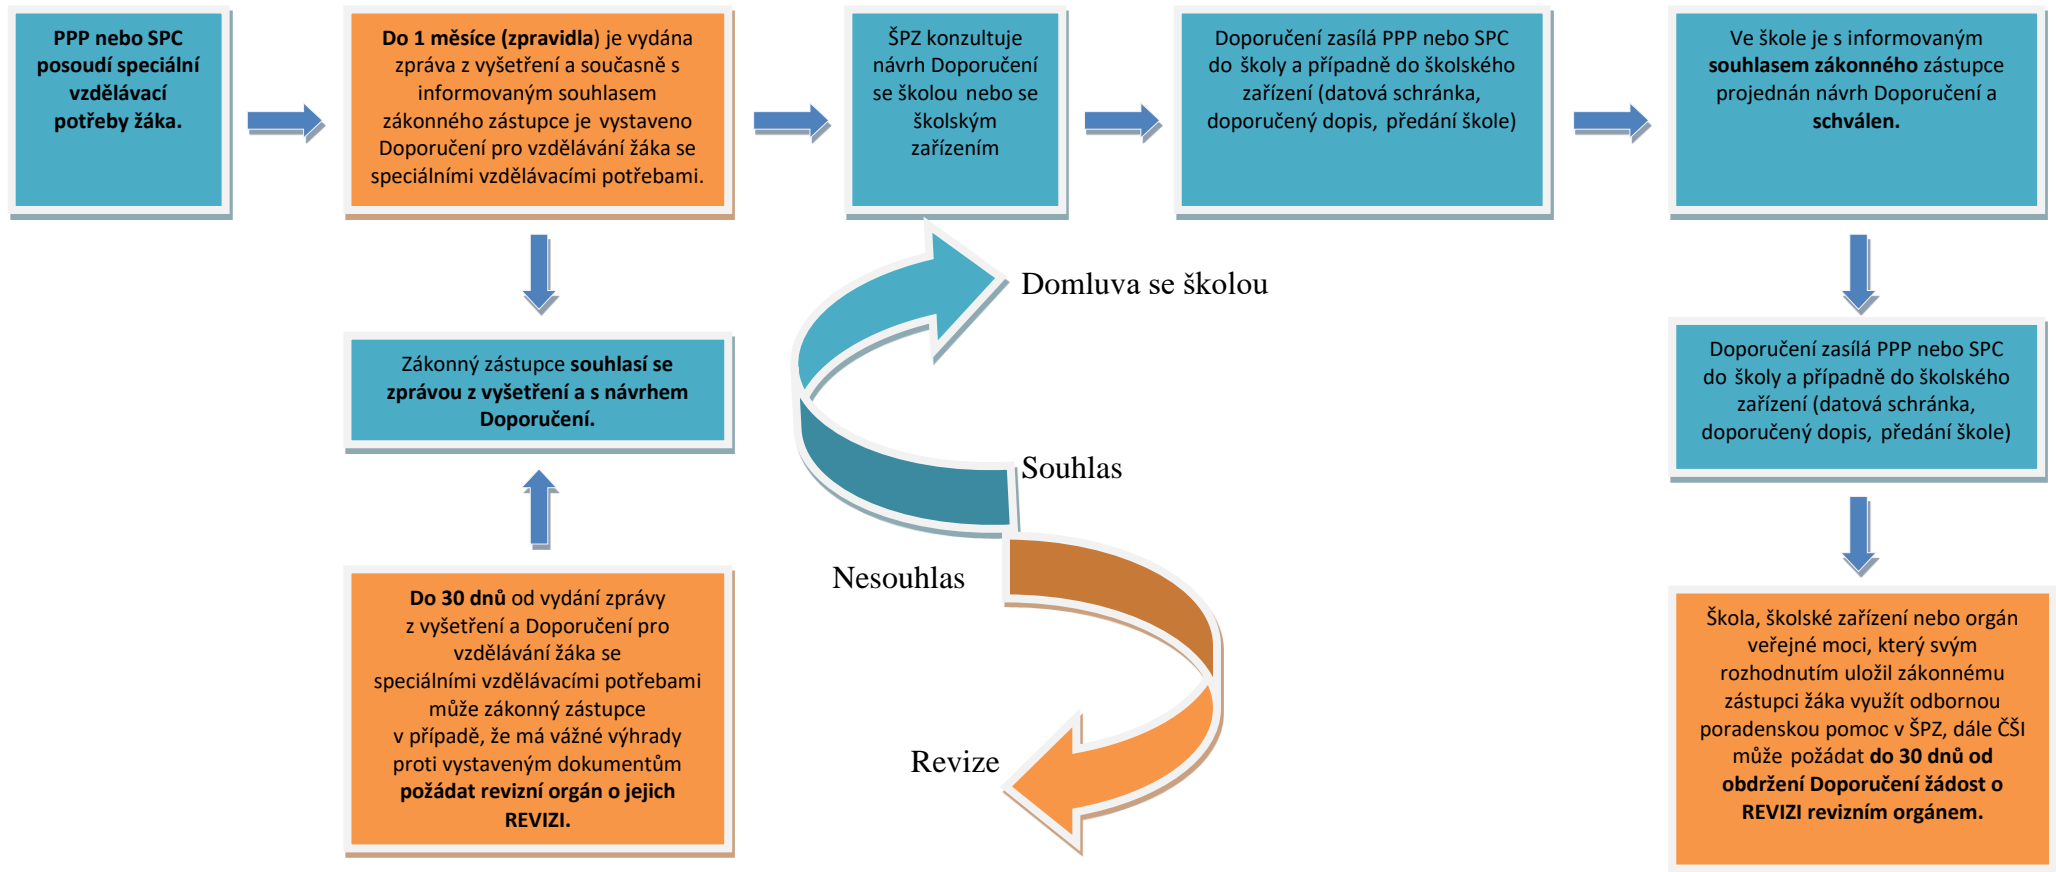 PPP nebo SPC
posoudí speciální
vzdělávací
potřeby žáka.
Do 1 měsíce (zpravidla) je vydána
zpráva z vyšetření a současně s
informovaným souhlasem
zákonného zástupce je vystaveno
Doporučení pro vzdělávání žáka se
speciálními vzdělávacími potřebami.
ŠPZ konzultuje
návrh Doporučení
se školou nebo se
školským
zařízením
Doporučení zasílá PPP nebo SPC
do školy a případně do školského
zařízení (datová schránka,
doporučený dopis, předání škole)
Ve škole je s informovaným
souhlasem zákonného zástupce
projednán návrh Doporučení a
schválen.
Zákonný zástupce souhlasí se
zprávou z vyšetření a s návrhem
Doporučení.
Domluva se školou
Souhlas
Nesouhlas
Revize
Doporučení zasílá PPP nebo SPC
do školy a případně do školského
zařízení (datová schránka,
doporučený dopis, předání škole)
Do 30 dnů od vydání zprávy
z vyšetření a Doporučení pro
vzdělávání žáka se
speciálními vzdělávacími potřebami
může zákonný zástupce
v případě, že má vážné výhrady
proti vystaveným dokumentům
požádat revizní orgán o jejich
REVIZI.
Škola, školské zařízení nebo orgán
veřejné moci, který svým
rozhodnutím uložil zákonnému
zástupci žáka využít odbornou
poradenskou pomoc v ŠPZ, dále ČŠI
může požádat do 30 dnů od
obdržení Doporučení žádost o
REVIZI revizním orgánem.